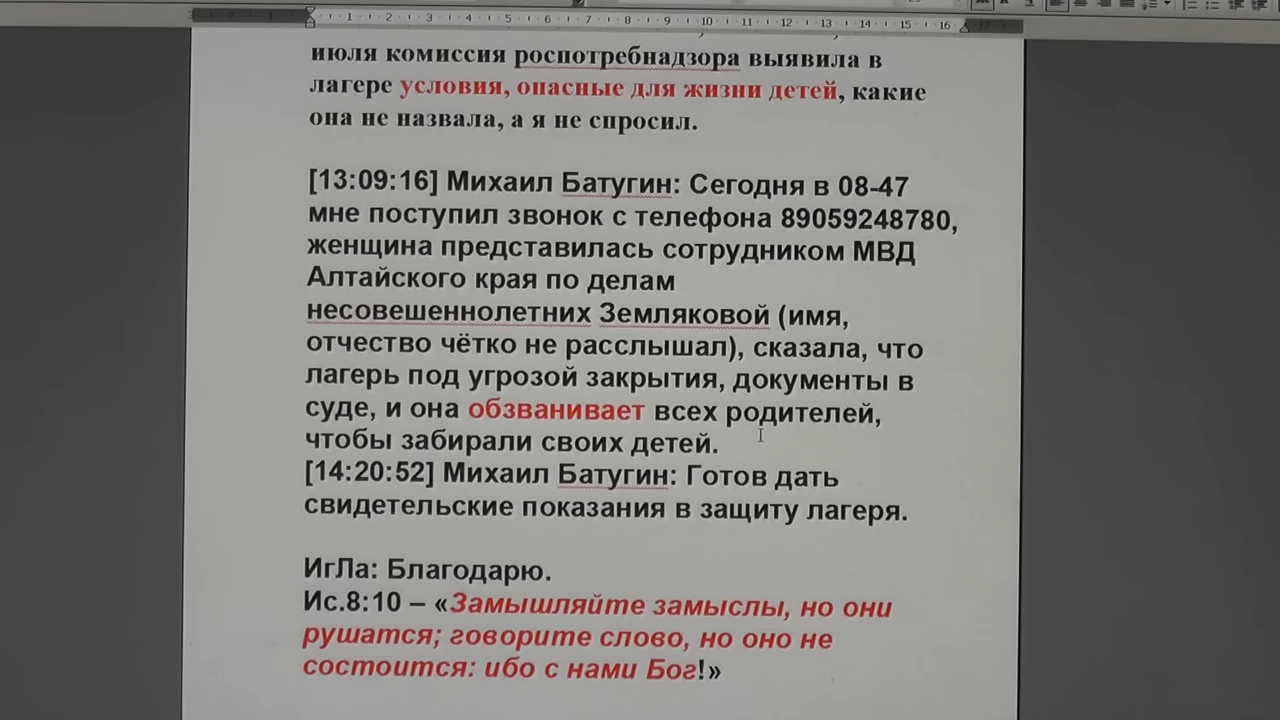 июля комиссия роспотребнадзора выявила в
лагере условия, опасные для жизни детей, какие
она не назвала, а я не спросил.
[13:09:16] Михаил Батугин: Сегодня в 08-47
мне поступил звонок с телефона 89059248780,
женщина представилась сотрудником МВД
Алтайского края по делам
несовешеннолетних Земляковой (имя,
отчество чётко не расслышал), сказала, что
лагерь под угрозой закрытия, документы в
суде, и она обзванивает всех родителей,
чтобы забирали своих детей.
[14:20:52] Михаил Батугин: Готов дать
свидетельские показания в защиту лагеря.
ИгЛа: Благодарю.
Ис.8:10 – «Замышляйте замыслы, но они
рушатся; говорите слово, но оно не
состоится: ибо с нами Бог!»